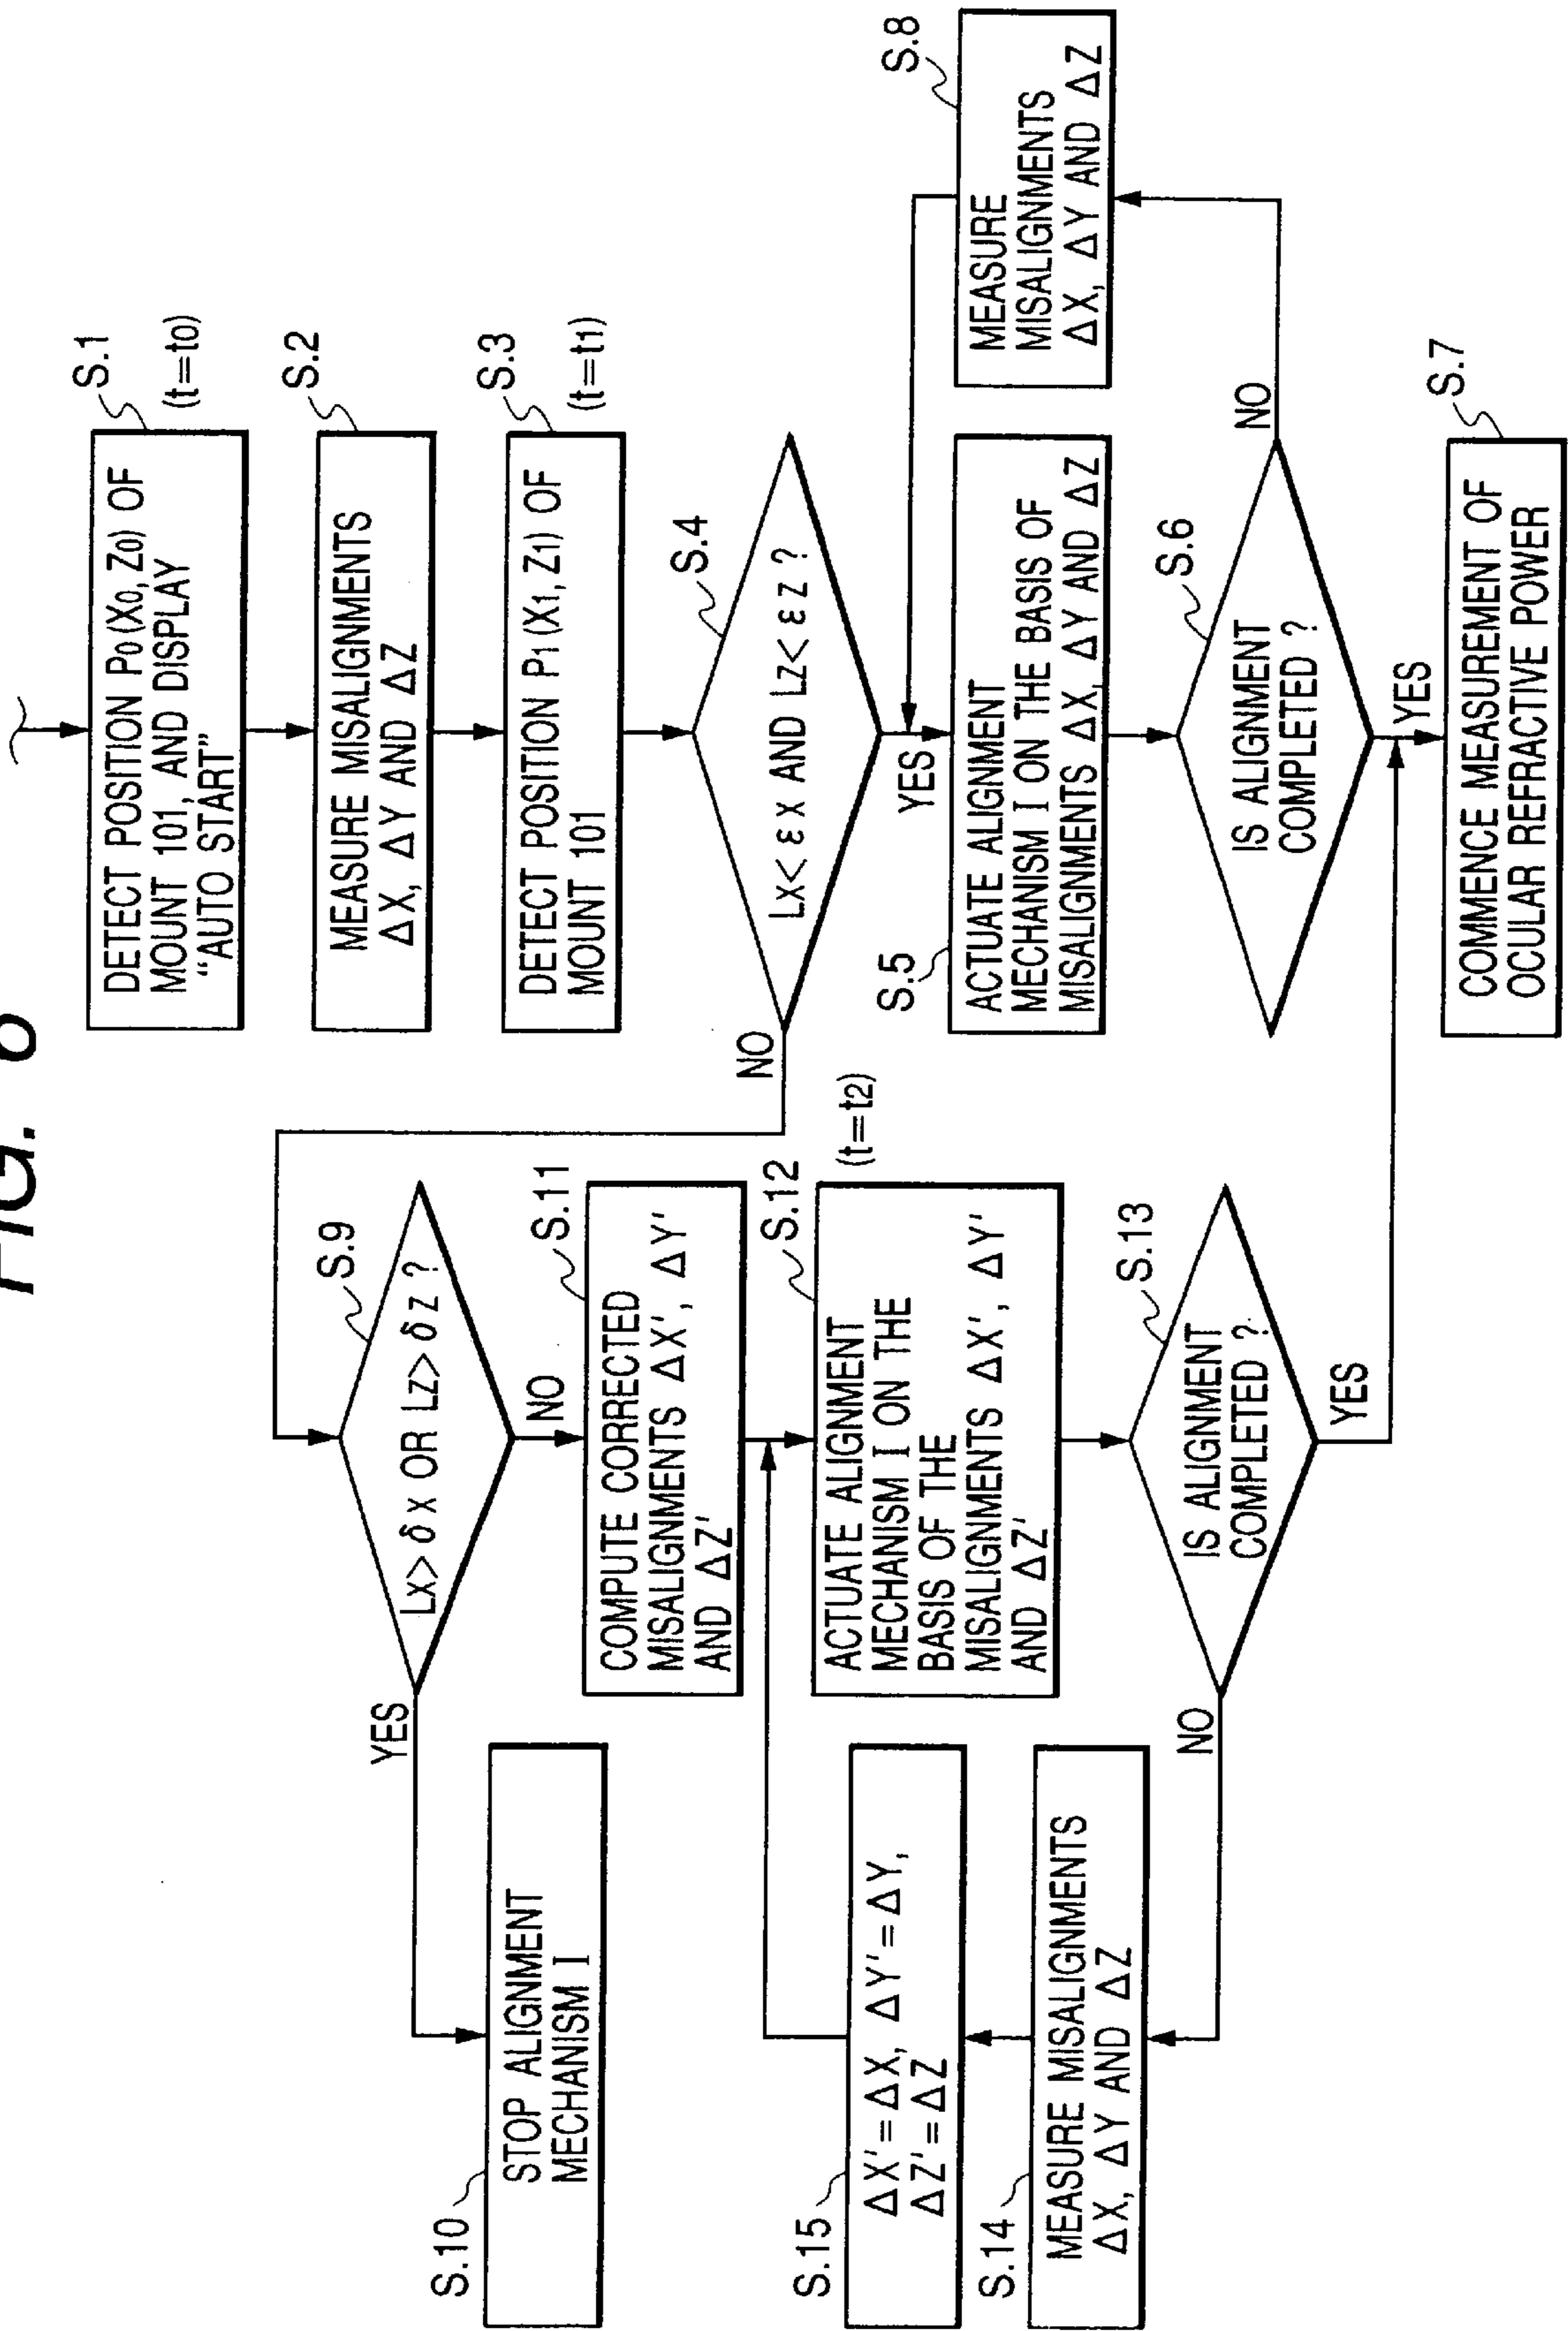 FIG. 6
S.1
(t=t0)
DETECT POSITION P0 (X0, Z0) OF
MOUNT 101, AND DISPLAY
“AUTO START”
S.2
MEASURE MISALIGNMENTS
ΔX, ΔY AND ΔZ
S.3
(t=t1)
DETECT POSITION P1 (X1, Z1) OF
MOUNT 101
S.4
LX< εX AND LZ< εZ ?
NO
YES
S.5
ACTUATE ALIGNMENT
MECHANISM I ON THE BASIS OF
MISALIGNMENTS ΔX, ΔY AND ΔZ
S.6
IS ALIGNMENT
COMPLETED ?
NO
YES
S.7
COMMENCE MEASUREMENT OF
OCULAR REFRACTIVE POWER
S.8
MEASURE
MISALIGNMENTS
ΔX, ΔY AND ΔZ
S.9
LX> δX OR LZ> δZ ?
YES
NO
S.10
STOP ALIGNMENT
MECHANISM I
S.11
COMPUTE CORRECTED
MISALIGNMENTS ΔX', ΔY'
AND ΔZ'
S.12
(t=t2)
ACTUATE ALIGNMENT
MECHANISM I ON THE
BASIS OF THE
MISALIGNMENTS ΔX', ΔY'
AND ΔZ'
S.13
IS ALIGNMENT
COMPLETED ?
NO
YES
S.14
MEASURE MISALIGNMENTS
ΔX, ΔY AND ΔZ
S.15
ΔX'=ΔX, ΔY'=ΔY,
ΔZ'=ΔZ